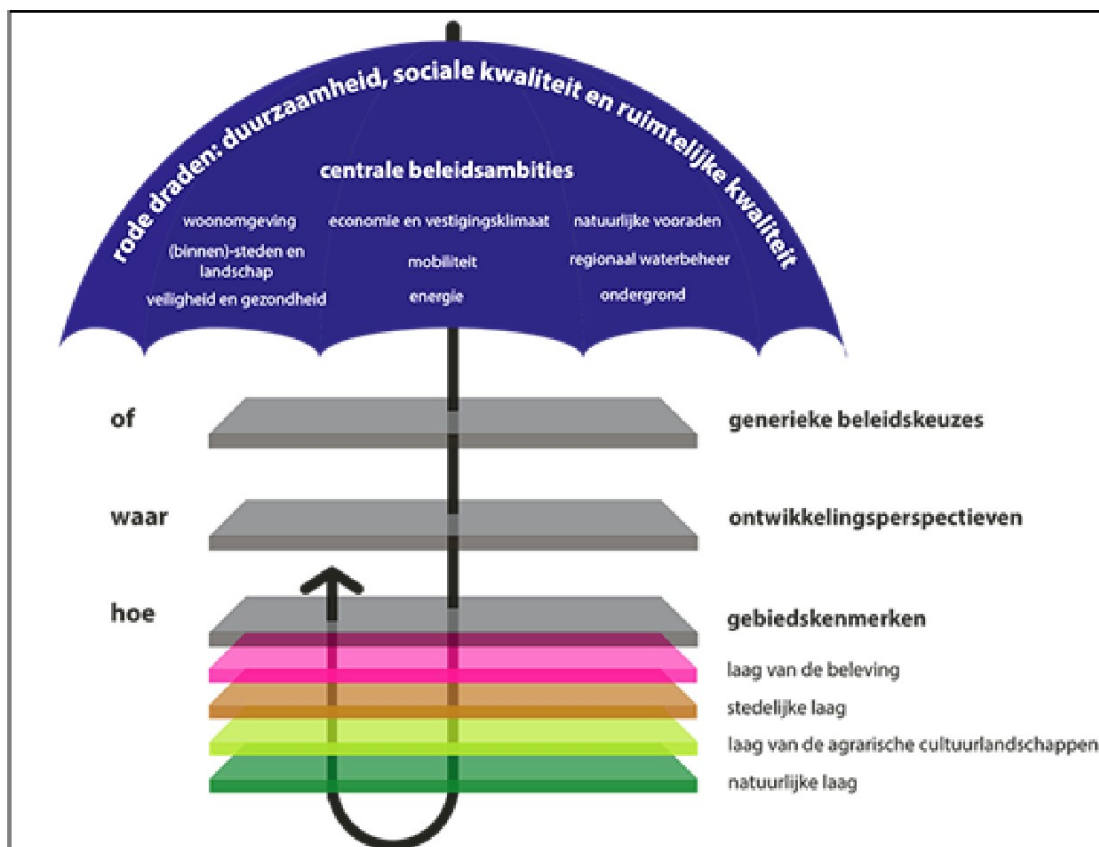 rode draden: duurzaamheid, sociale kwaliteit en ruimtelijke kwaliteit
centrale beleidsambities
woonomgeving
economie en vestigingsklimaat
natuurlijke vooraden
(binnen)-steden en
landschap
mobiliteit
regionaal waterbeheer
veiligheid en gezondheid
energie
ondergrond
of
generieke beleidskeuzes
waar
ontwikkelingsperspectieven
hoe
gebiedskenmerken
laag van de beleving
stedelijke laag
laag van de agrarische cultuurlandschappen
natuurlijke laag